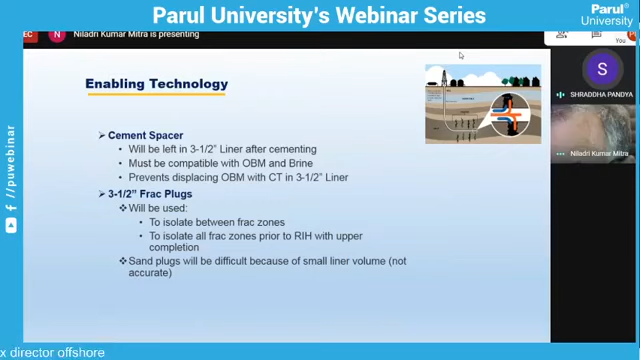 Parul University's Webinar Series
Parul®
University
EC
N
Niladri Kumar Mitra is presenting
Enabling Technology
➢ Cement Spacer
• Will be left in 3-1/2" Liner after cementing
• Must be compatible with OBM and Brine
• Prevents displacing OBM with CT in 3-1/2" Liner
➢ 3-1/2" Frac Plugs
❖ Will be used:
• To isolate between frac zones
• To isolate all frac zones prior to RIH with upper
completion
❖ Sand plugs will be difficult because of small liner volume (not
accurate)
S
SHRADDHA PANDYA
Niladri Kumar Mitra
/puwebinar
x director offshore